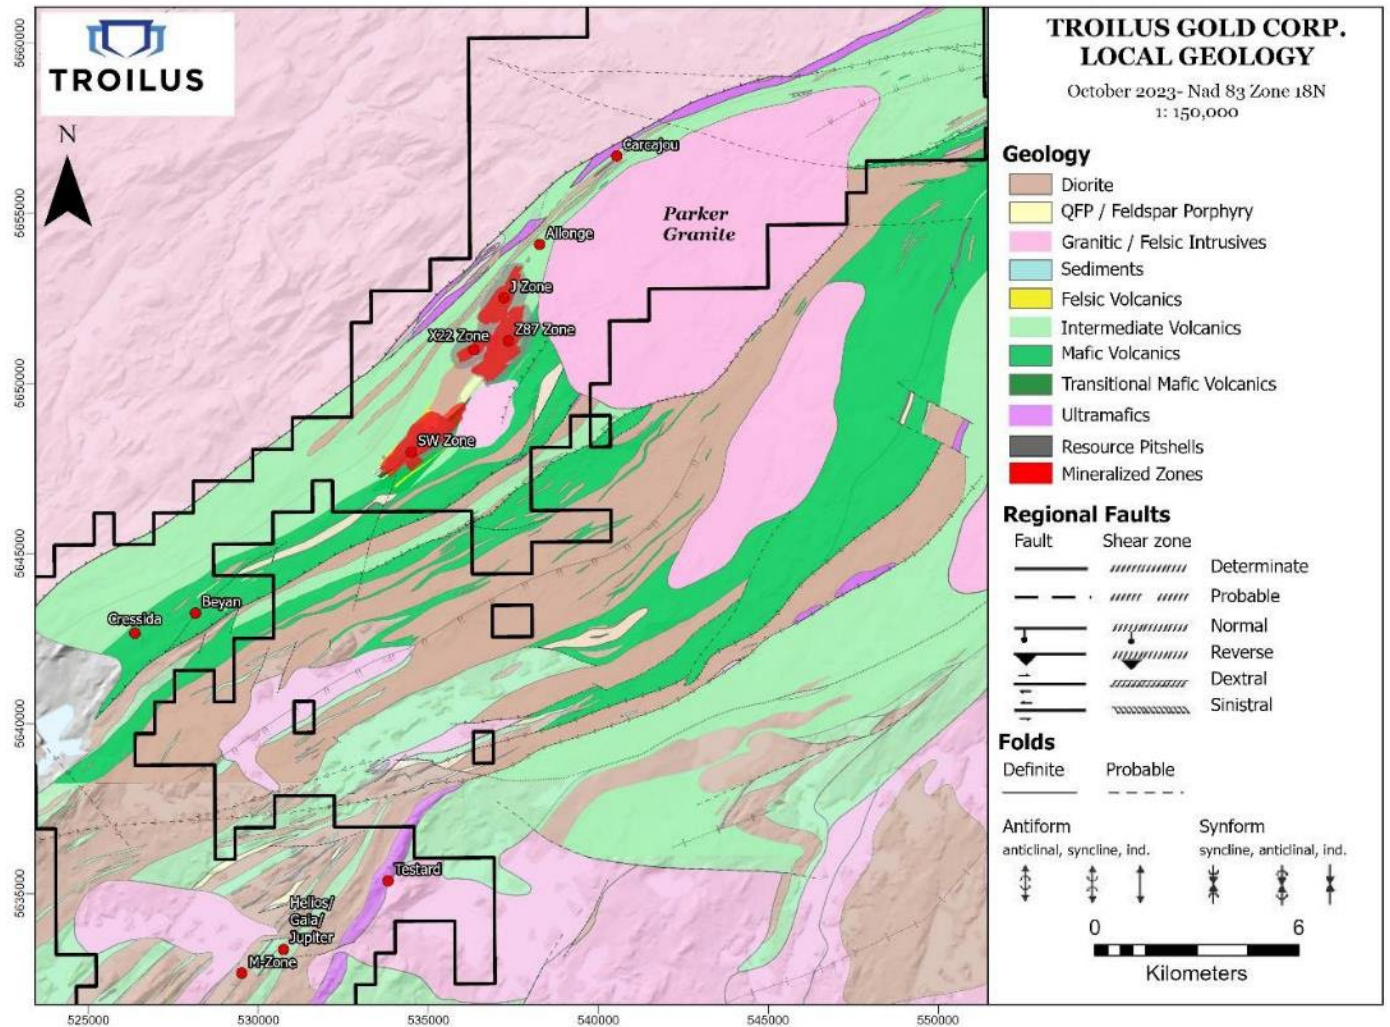 TROILUS
N
Carcajou
Parker
Granite
Allonge
J Zone
X22 Zone
Z87 Zone
SW Zone
Beyan
Cressida
Testard
Helios/
Gaia/
Jupiter
M-Zone
5660000
5655000
5650000
5645000
5640000
5635000
525000
530000
535000
540000
545000
550000
TROILUS GOLD CORP.
LOCAL GEOLOGY
October 2023- Nad 83 Zone 18N
1: 150,000
Geology
Diorite
QFP / Feldspar Porphyry
Granitic / Felsic Intrusives
Sediments
Felsic Volcanics
Intermediate Volcanics
Mafic Volcanics
Transitional Mafic Volcanics
Ultramafics
Resource Pitshells
Mineralized Zones
Regional Faults
Fault Shear zone
Determinate
Probable
Normal
Reverse
Dextral
Sinistral
Folds
Definite Probable
Antiform Synform
anticlinal, syncline, ind. syncline, anticlinal, ind.
0 6
Kilometers